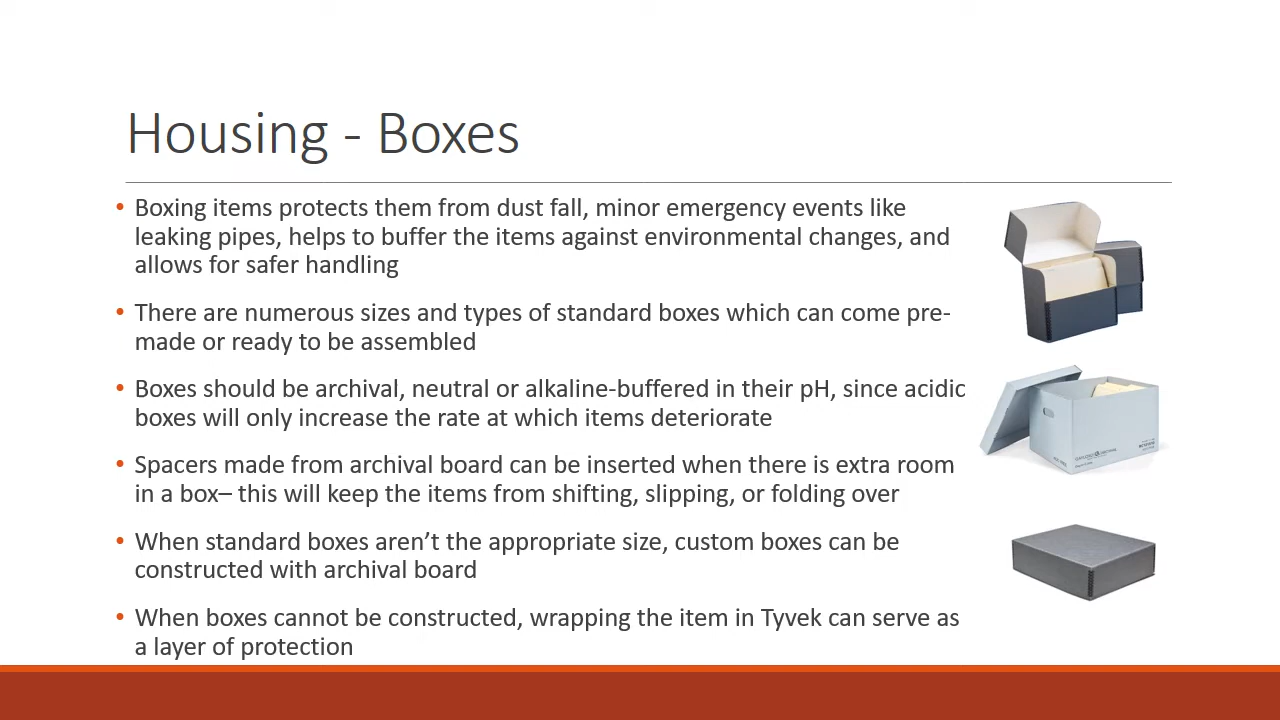 Housing - Boxes
• Boxing items protects them from dust fall, minor emergency events like
leaking pipes, helps to buffer the items against environmental changes, and
allows for safer handling
• There are numerous sizes and types of standard boxes which can come pre-
made or ready to be assembled
• Boxes should be archival, neutral or alkaline-buffered in their pH, since acidic
boxes will only increase the rate at which items deteriorate
• Spacers made from archival board can be inserted when there is extra room
in a box– this will keep the items from shifting, slipping, or folding over
• When standard boxes aren’t the appropriate size, custom boxes can be
constructed with archival board
• When boxes cannot be constructed, wrapping the item in Tyvek can serve as
a layer of protection